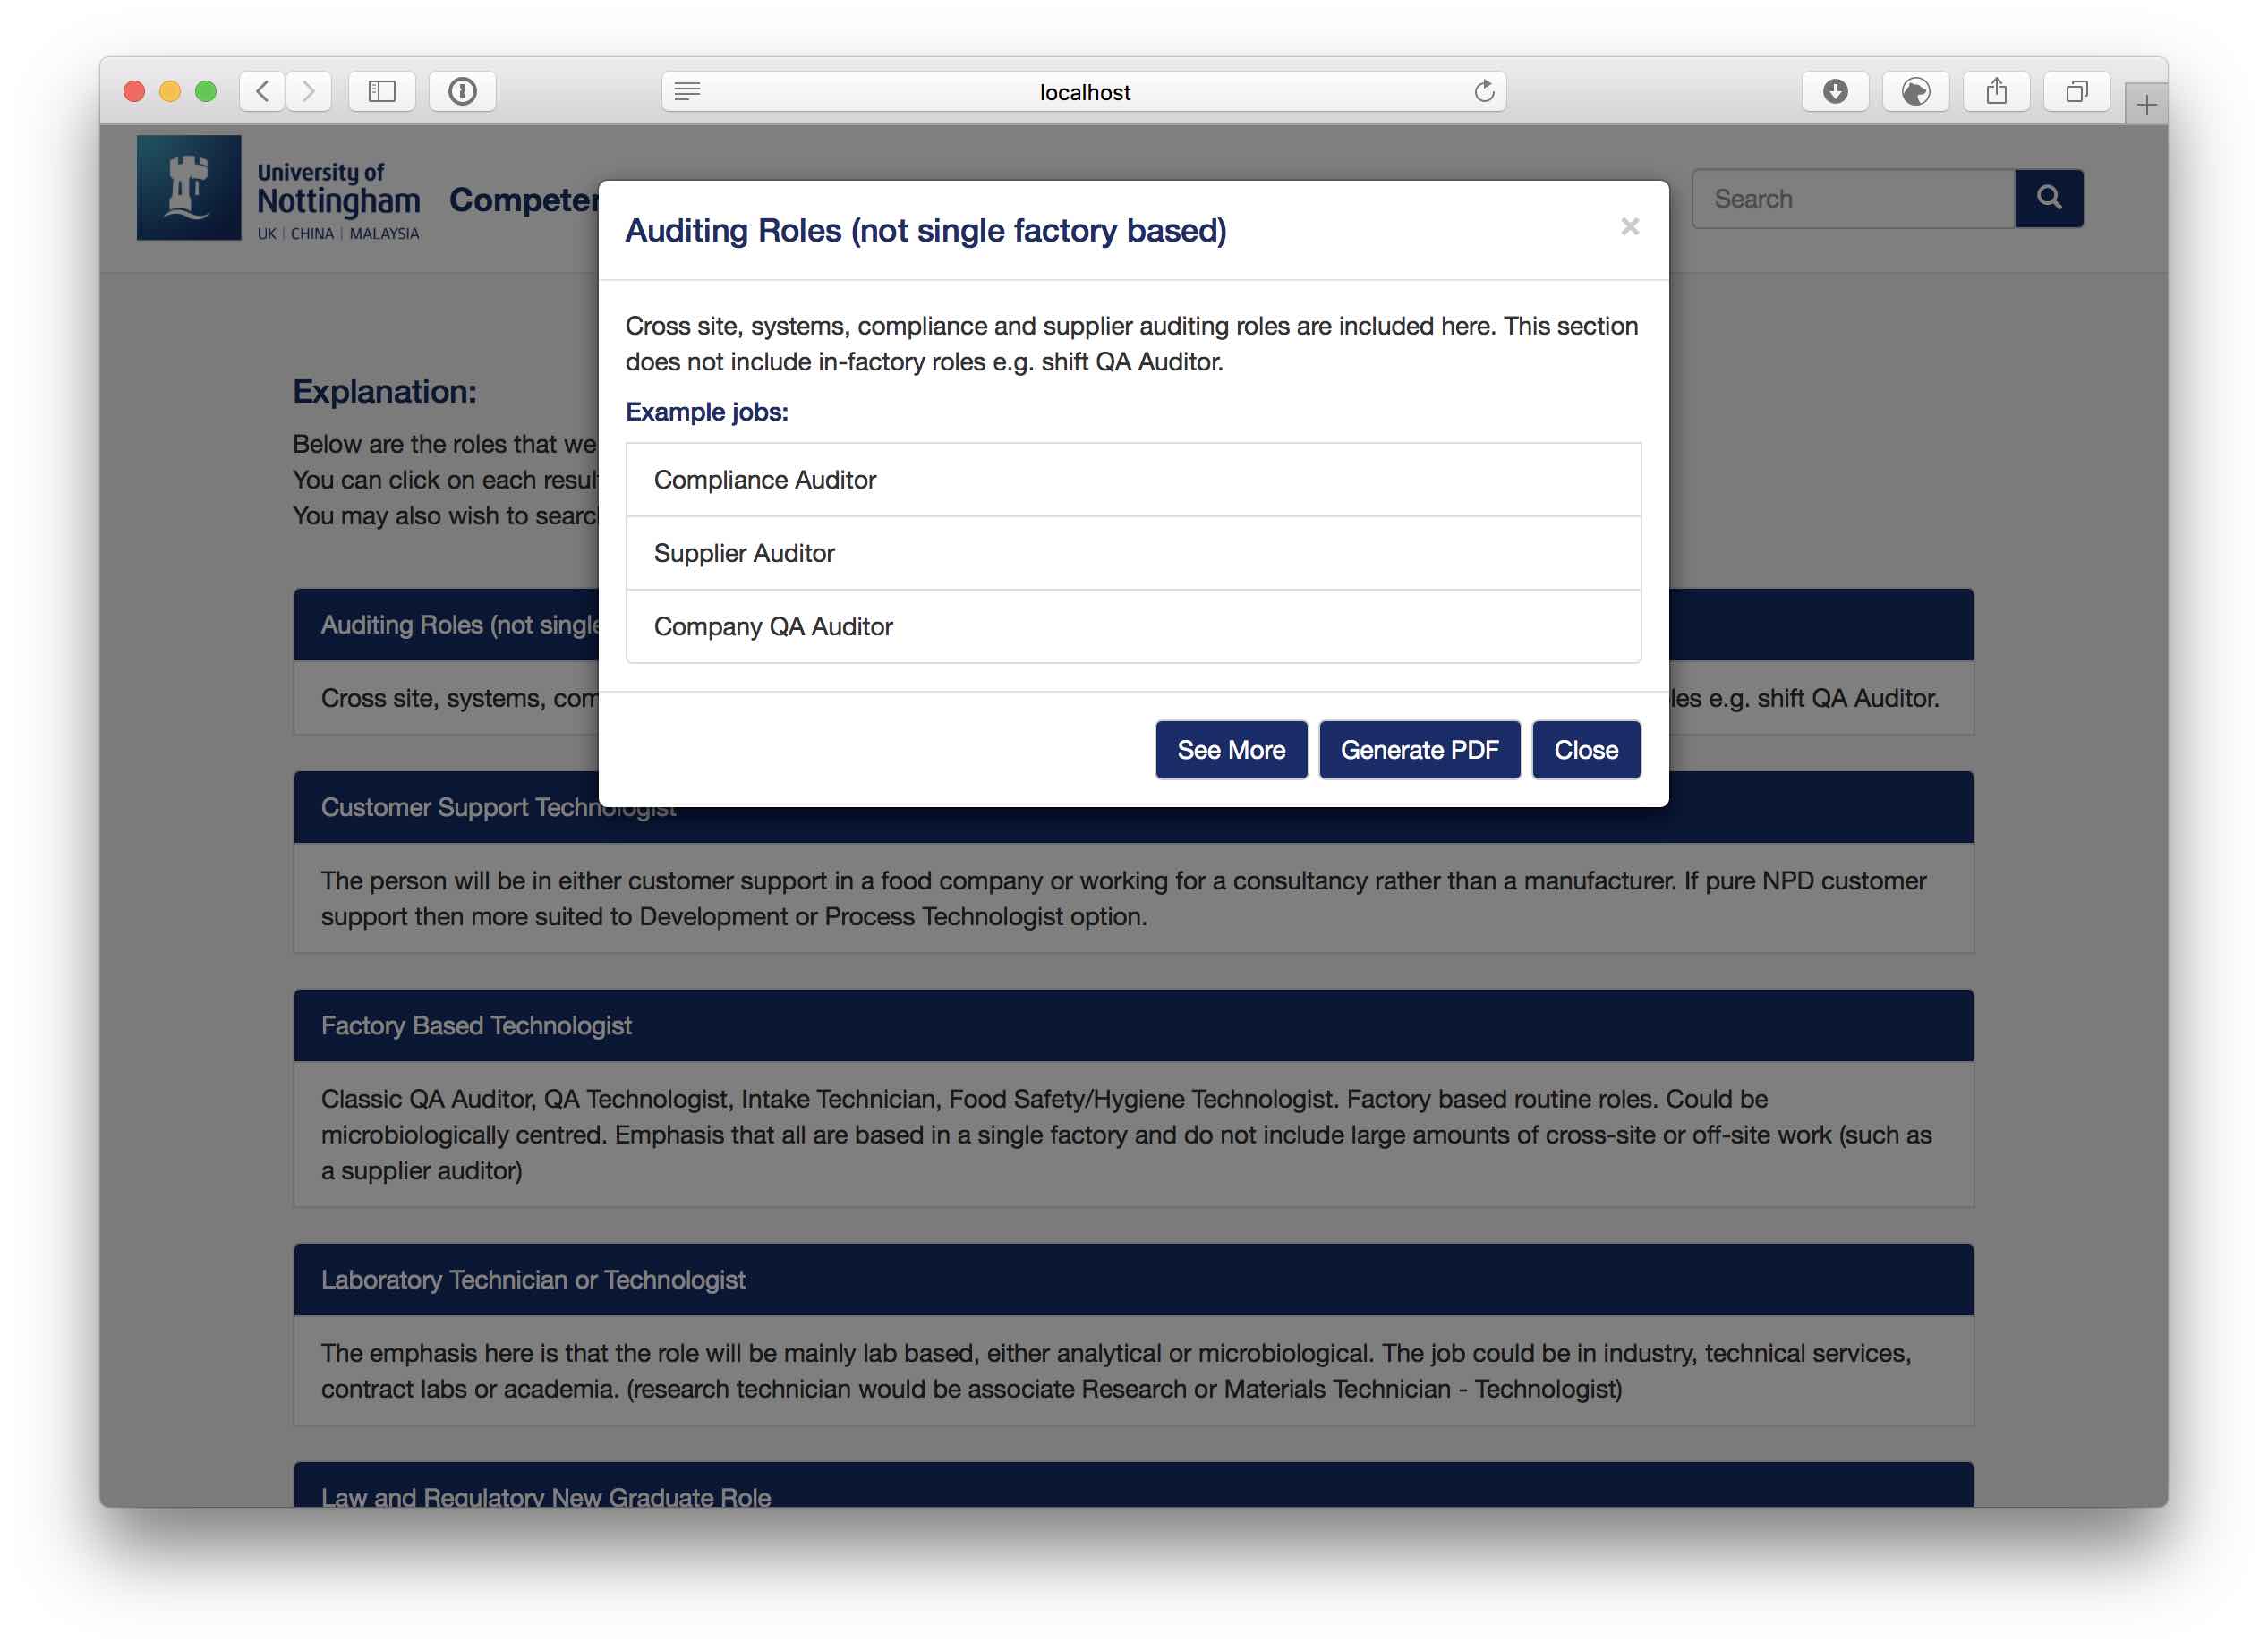 localhost
University of
Nottingham
UK | CHINA | MALAYSIA
Search
Auditing Roles (not single factory based)
×
Cross site, systems, compliance and supplier auditing roles are included here. This section
does not include in-factory roles e.g. shift QA Auditor.
Example jobs:
Compliance Auditor
Supplier Auditor
Company QA Auditor
See More
Generate PDF
Close
Explanation:
Below are the roles that we
You can click on each
You may also wish to
Auditing Roles (not single
Cross site, systems,
e.g. shift QA Auditor.
Customer Support Technologist
The person will be in either customer support in a food company or working for a consultancy rather than a manufacturer. If pure NPD customer
support then more suited to Development or Process Technologist option.
Factory Based Technologist
Classic QA Auditor, QA Technologist, Intake Technician, Food Safety/Hygiene Technologist. Factory based routine roles. Could be
microbiologically centred. Emphasis that all are based in a single factory and do not include large amounts of cross-site or off-site work (such as
a supplier auditor)
Laboratory Technician or Technologist
The emphasis here is that the role will be mainly lab based, either analytical or microbiological. The job could be in industry, technical services,
contract labs or academia. (research technician would be associate Research or Materials Technician - Technologist)
Law and Regulatory New Graduate Role